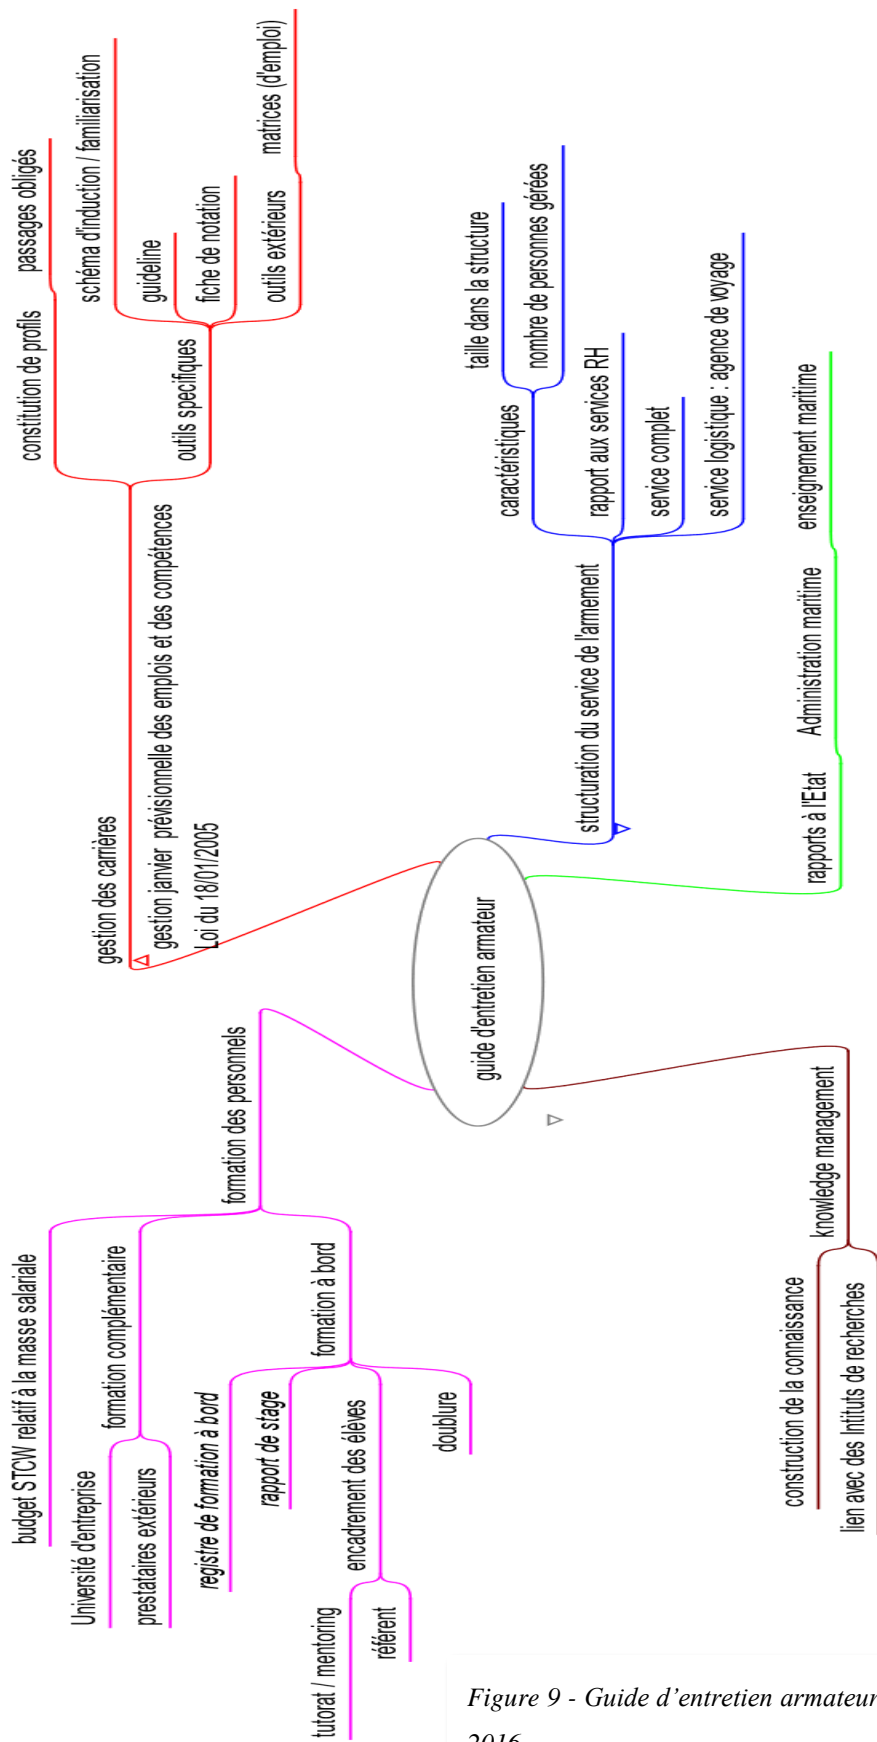 guide d'entretien armateur
gestion des carrières
gestion janvier  prévisionnelle des emplois et des compétences
Loi du 18/01/2005
constitution de profils
passages obligés
outils specifiques
schéma d'induction / familiarisation
guideline
fiche de notation
outils extérieurs
matrices (d'emploi)
structuration du service de l'armement
caractéristiques
taille dans la structure
nombre de personnes gérées
rapport aux services RH
service complet
service logistique : agence de voyage
rapports à l'Etat
Administration maritime
enseignement maritime
formation des personnels
budget STCW relatif à la masse salariale
formation complémentaire
Université d'entreprise
prestataires extérieurs
formation à bord
registre de formation à bord
rapport de stage
encadrement des élèves
tutorat / mentoring
référent
doublure
knowledge management
construction de la connaissance
lien avec des Intituts de recherches
Figure 9 - Guide d'entretien armateur
2016